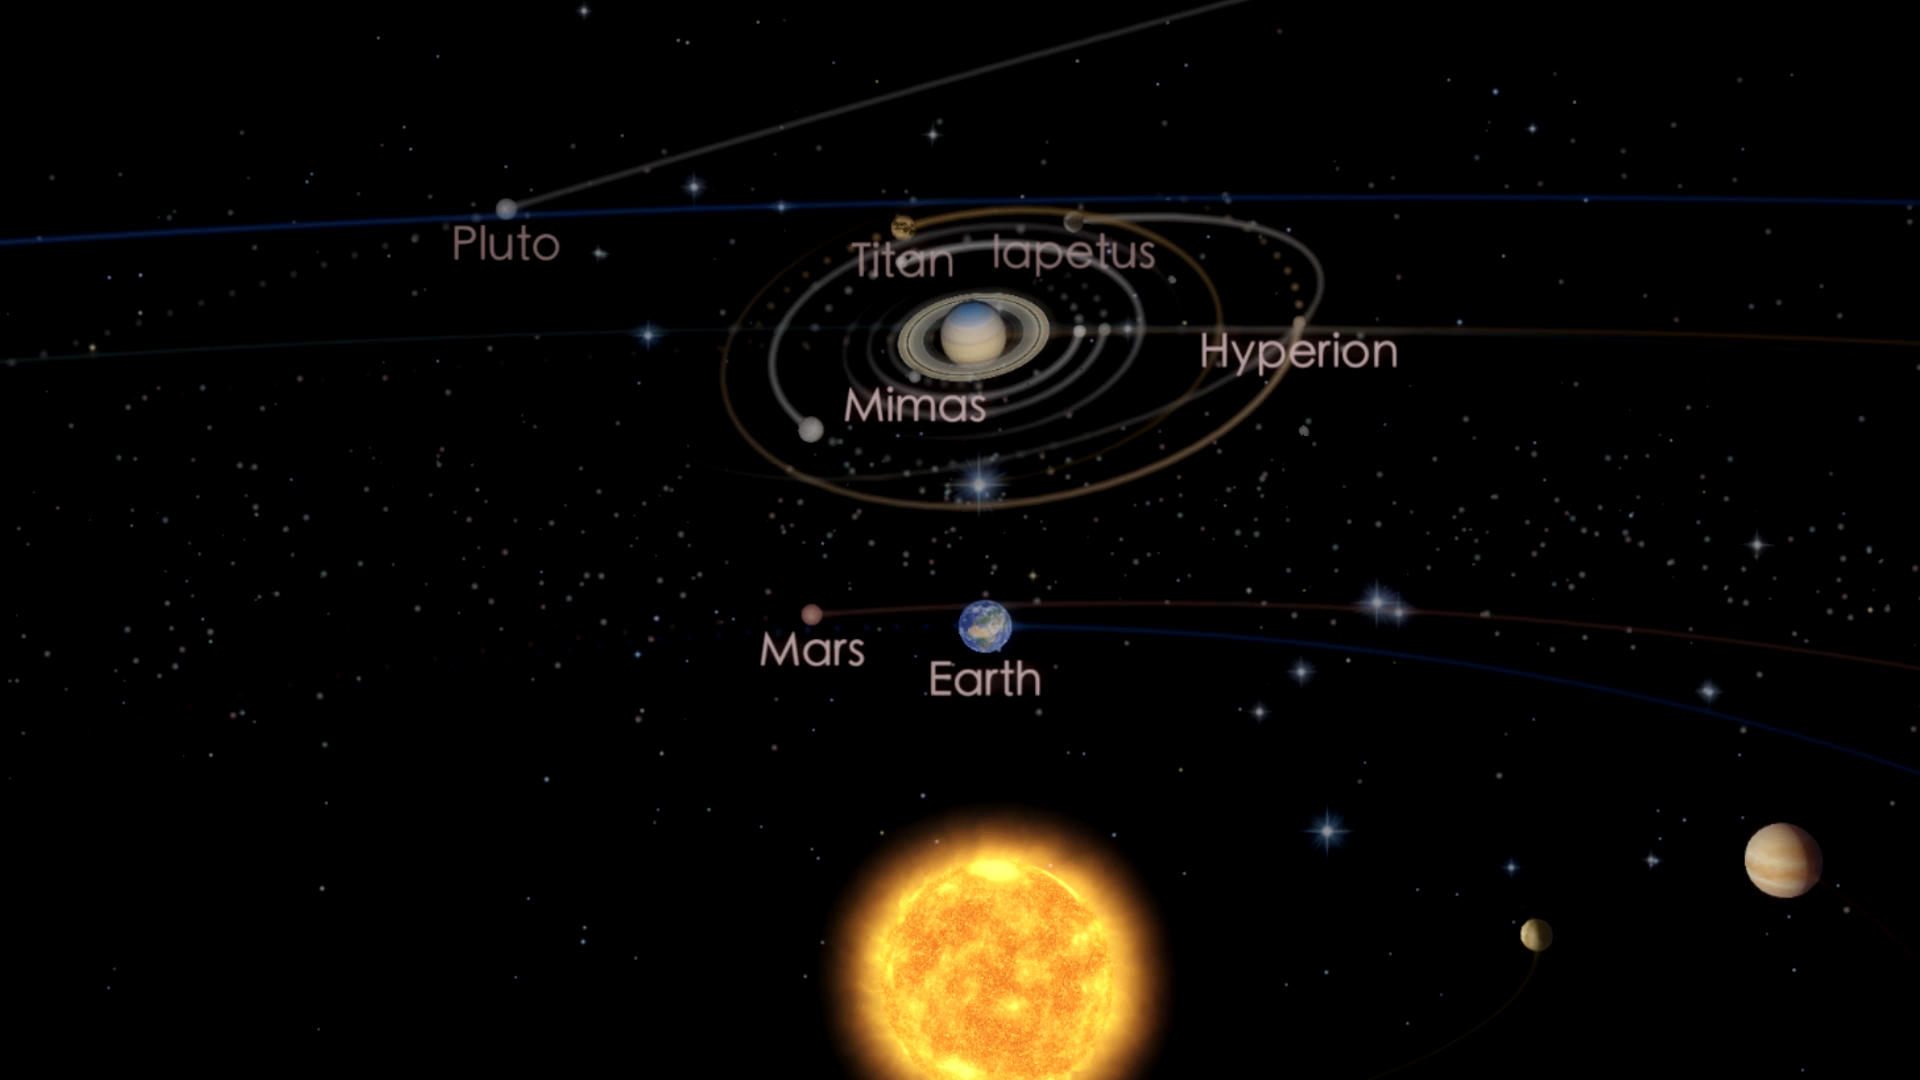 Pluto
Titan
Iapetus
Hyperion
Mimas
Mars
Earth